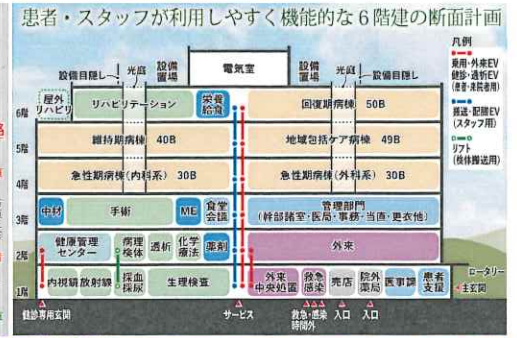 患者・スタッフが利用しやすく機能的な6階建の断面計画
凡例
乗用・外来EV
健診・透析EV
(患者・来院者用)
搬送・配膳EV
(スタッフ用)
リフト
(検体搬送用)
設備目隠し
光庭
設備
置場
電気室
設備
置場
光庭
設備目隠し
6階
屋外
リハビリ
リハビリテーション
栄養
給食
回復期病棟 50B
5階
維持期病棟 40B
地域包括ケア病棟 49B
4階
急性期病棟(内科系) 30B
急性期病棟(外科系) 30B
3階
中材
手術
ME
食堂
会議
管理部門
(幹部諸室・医局・事務・当直・更衣他)
2階
健康管理
センター
病理
検体
透析
化学
療法
薬剤
外来
1階
内視鏡
放射線
採血
採尿
生理検査
外来
中央処置
救急
感染
売店
院外
薬局
医事課
患者
支援
ロータリー
主玄関
健診専用玄関
サービス
救急・感染
時間外
入口
入口